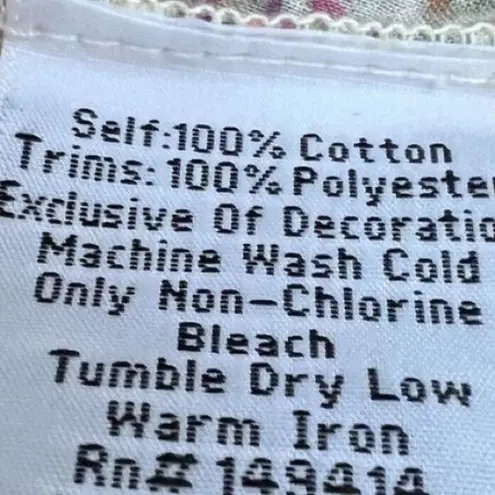 Self:100% Cotton
Trims: 100% Polyester
Exclusive Of Decoratio
Machine Wash Cold
Only Non-Chlorine
Bleach
Tumble Dry Low
Warm Iron
Rn# 149414